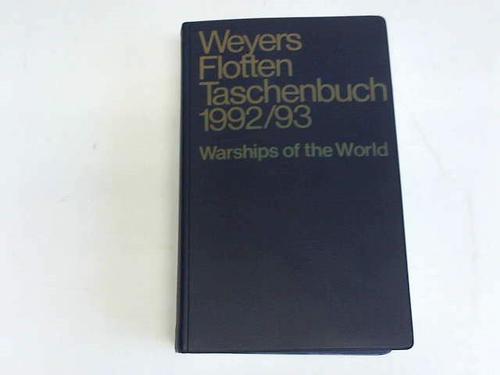 Weyers
Flotten
Taschenbuch
1992/93
Warships of the World